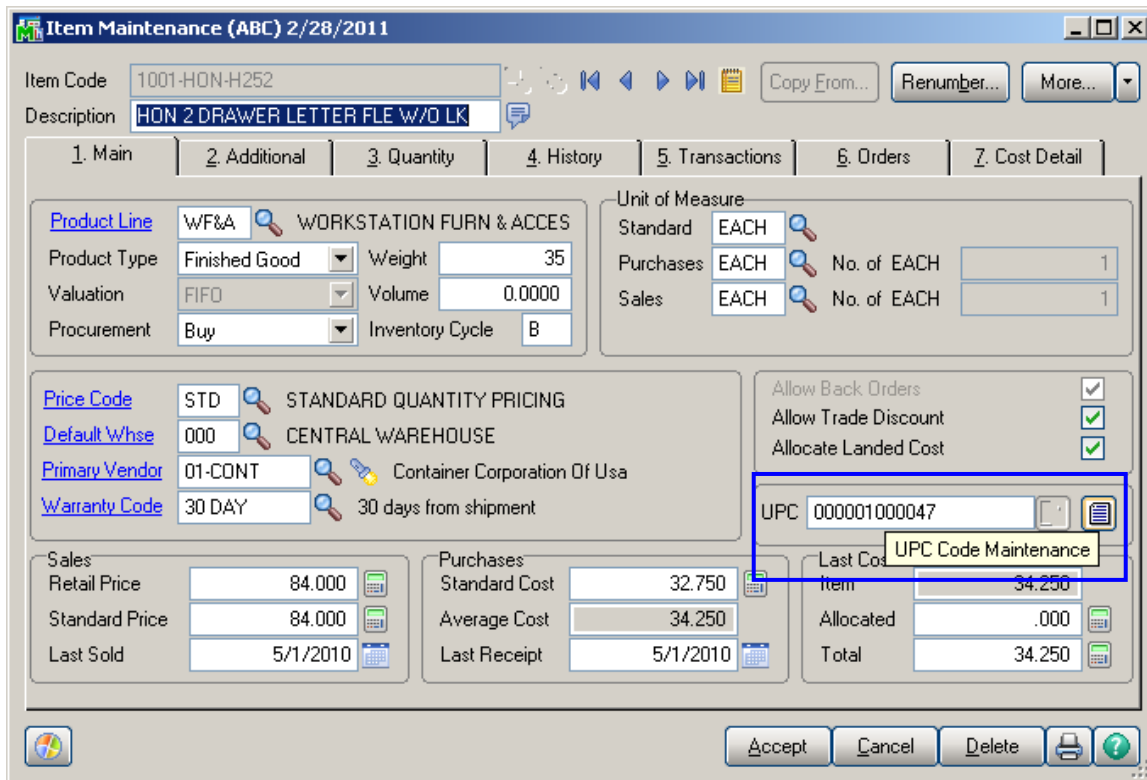 Item Maintenance (ABC) 2/28/2011
Item Code 1001-HON-H252 Copy From... Renumber... More...
Description HON 2 DRAWER LETTER FLE W/O LK
1. Main 2. Additional 3. Quantity 4. History 5. Transactions 6. Orders 7. Cost Detail
Product Line WF&A WORKSTATION FURN & ACCES
Product Type Finished Good Weight 35
Valuation FIFO Volume 0.0000
Procurement Buy Inventory Cycle B
Unit of Measure
Standard EACH
Purchases EACH No. of EACH 1
Sales EACH No. of EACH 1
Price Code STD STANDARD QUANTITY PRICING
Default Whse 000 CENTRAL WAREHOUSE
Primary Vendor 01-CONT Container Corporation Of Usa
Warranty Code 30 DAY 30 days from shipment
Allow Back Orders
Allow Trade Discount
Allocate Landed Cost
UPC 000001000047
UPC Code Maintenance
Sales
Retail Price 84.000
Standard Price 84.000
Last Sold 5/1/2010
Purchases
Standard Cost 32.750
Average Cost 34.250
Last Receipt 5/1/2010
Last Cos
Item 34.250
Allocated .000
Total 34.250
Accept Cancel Delete